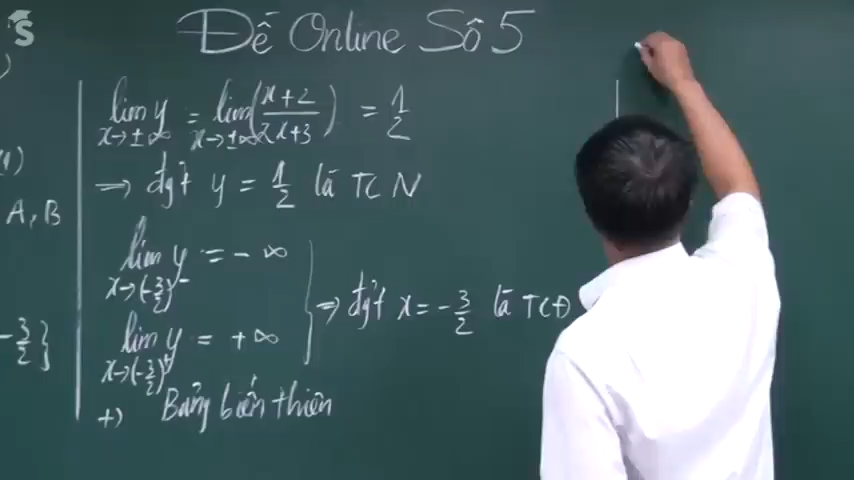 S
Đề Online Số 5
(1)
A, B
-3/2}
lim y x→±∞ = lim x→±∞ (x+2/2x+3) = 1/2
⇒ đgt y = 1/2 là TCN
lim y x→(-3/2)⁻ = -∞
lim y x→(-3/2)⁺ = +∞
⇒ đgt x = -3/2 là TCĐ
+) Bảng biến thiên